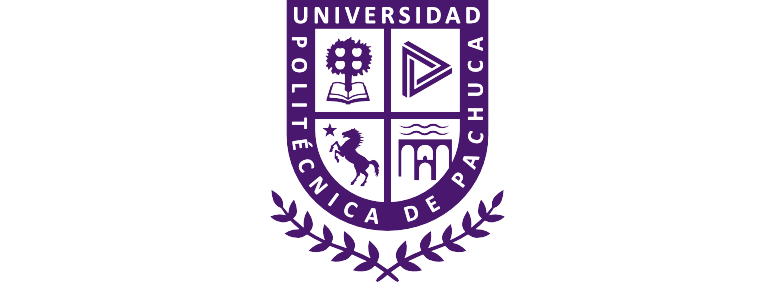 UNIVERSIDAD
POLITÉCNICA DE PACHUCA